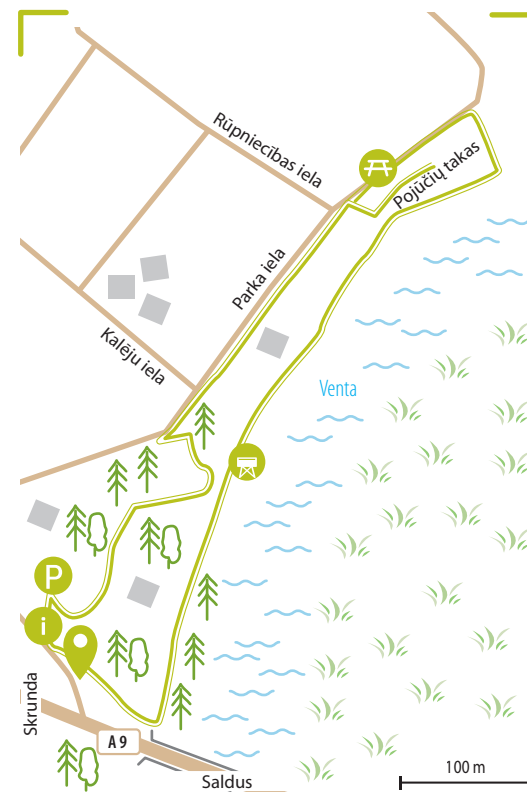 Rūpniecības iela
Pojūčių takas
Parka iela
Kalēju iela
Venta
P
i
Skrunda
A 9
Saldus
100 m